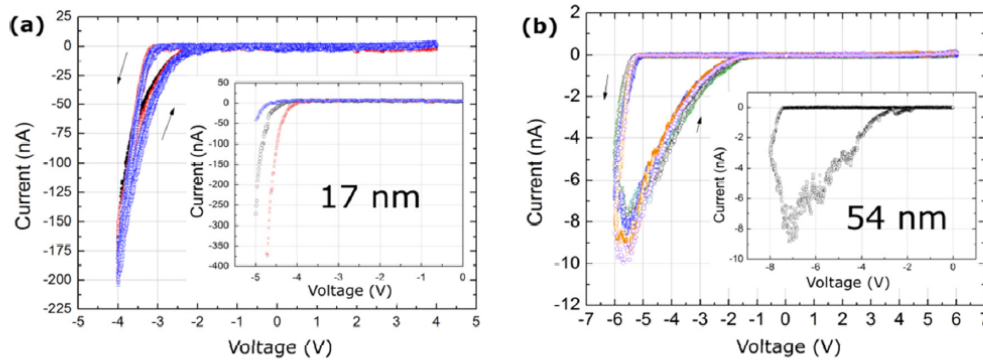 (a)
25
0
-25
-50
-75
-100
-125
-150
-175
-200
-225
Current (nA)
-5 -4 -3 -2 -1 0 1 2 3 4 5
Voltage (V)
50
0
-50
-100
-150
-200
-250
-300
-350
-400
Current (nA)
17 nm
-5 -4 -3 -2 -1 0
Voltage (V)
(b)
2
0
-2
-4
-6
-8
-10
-12
Current (nA)
-7 -6 -5 -4 -3 -2 -1 0 1 2 3 4 5 6 7
Voltage (V)
0
-2
-4
-6
-8
-10
Current (nA)
54 nm
-8 -6 -4 -2 0
Voltage (V)